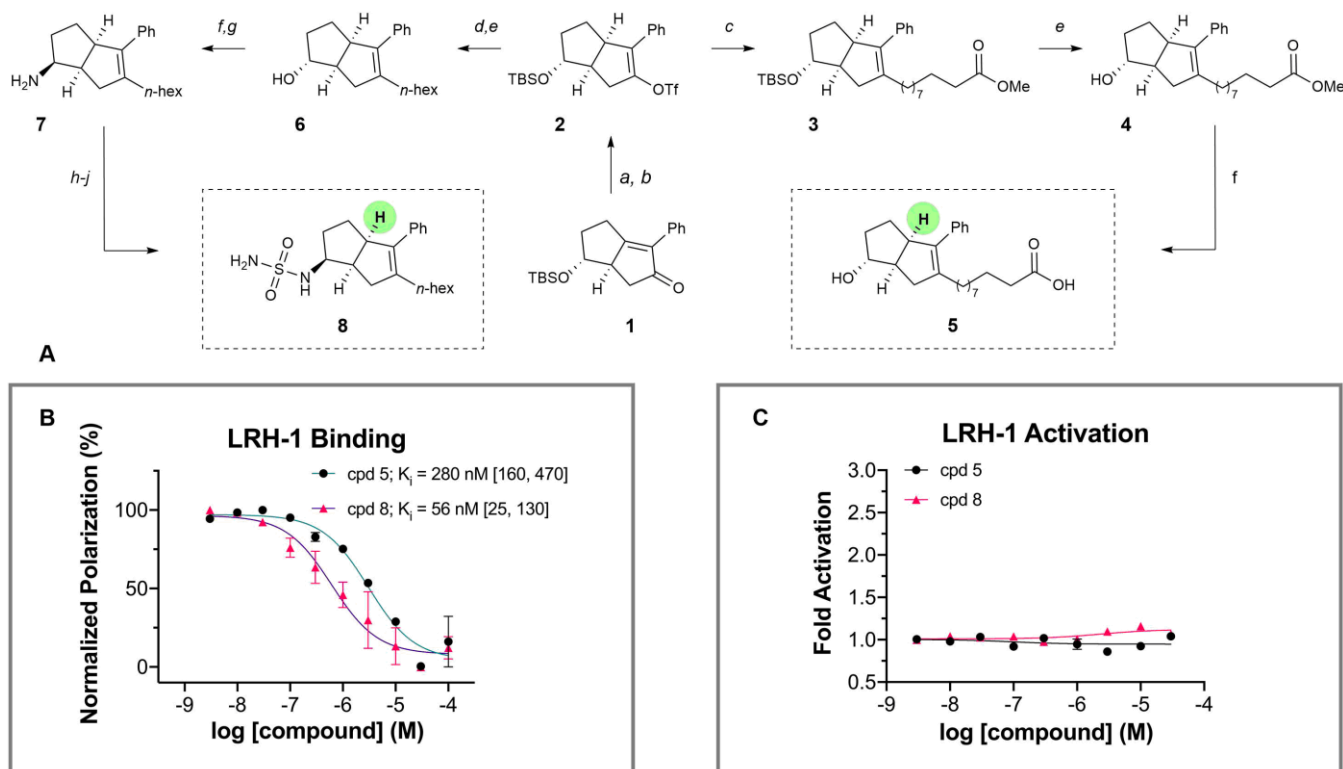 H
Ph
H₂N
H
n-hex
7
f,g
H
Ph
HO
H
n-hex
6
d,e
H
Ph
TBSO
H
OTf
2
c
H
Ph
TBSO
H
( )7
O
OMe
3
e
H
Ph
HO
H
( )7
O
OMe
4
h-j
a, b
f
H
Ph
H₂N
O
S
O
N
H
H
n-hex
8
Ph
TBSO
H
O
1
H
Ph
HO
H
( )7
O
OH
5
A
B
LRH-1 Binding
cpd 5; Ki = 280 nM [160, 470]
cpd 8; Ki = 56 nM [25, 130]
Normalized Polarization (%)
100
50
0
-9 -8 -7 -6 -5 -4
log [compound] (M)
C
LRH-1 Activation
cpd 5
cpd 8
Fold Activation
3.0
2.5
2.0
1.5
1.0
0.5
-9 -8 -7 -6 -5 -4
log [compound] (M)